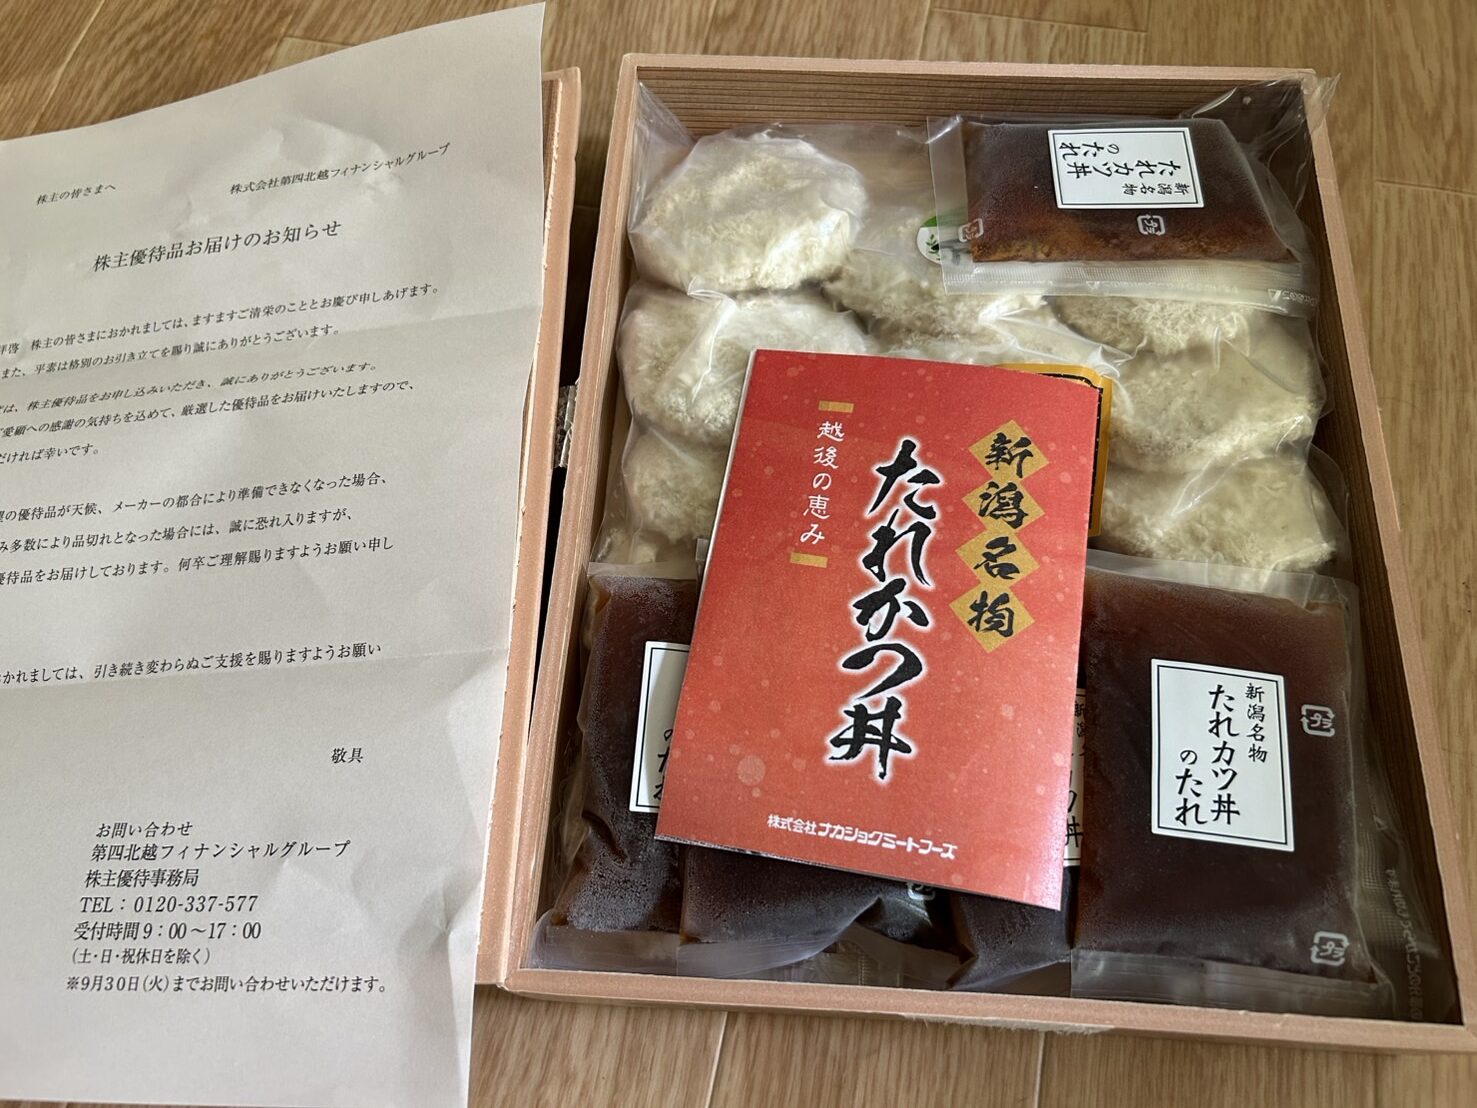 株主の皆さまへ
株式会社第四北越フィナンシャルグループ
株主優待品お届けのお知らせ
拝啓 株主の皆さまにおかれましては、ますますご清栄のこととお慶び申しあげます。
また、平素は格別のお引き立てを賜り誠にありがとうございます。
は、株主優待品をお申し込みいただき、誠にありがとうございます。
ご愛顧への感謝の気持ちを込めて、厳選した優待品をお届けいたしますので、
だければ幸いです。
の優待品が天候、メーカーの都合により準備できなくなった場合、
み多数により品切れとなった場合には、誠に恐れ入りますが、
優待品をお届けしております。何卒ご理解賜りますようお願い申し
おかれましては、引き続き変わらぬご支援を賜りますようお願い
敬具
お問い合わせ
第四北越フィナンシャルグループ
株主優待事務局
TEL：0120-337-577
受付時間9：00～17：00
(土・日・祝休日を除く)
※9月30日(火)までお問い合わせいただけます。
新潟名物
たれカツ丼
のたれ
プラ
プラ
新潟名物
たれかつ丼
越後の恵み
株式会社ナカショクミートフーズ
新潟名物
たれカツ丼
のたれ
プラ
プラ